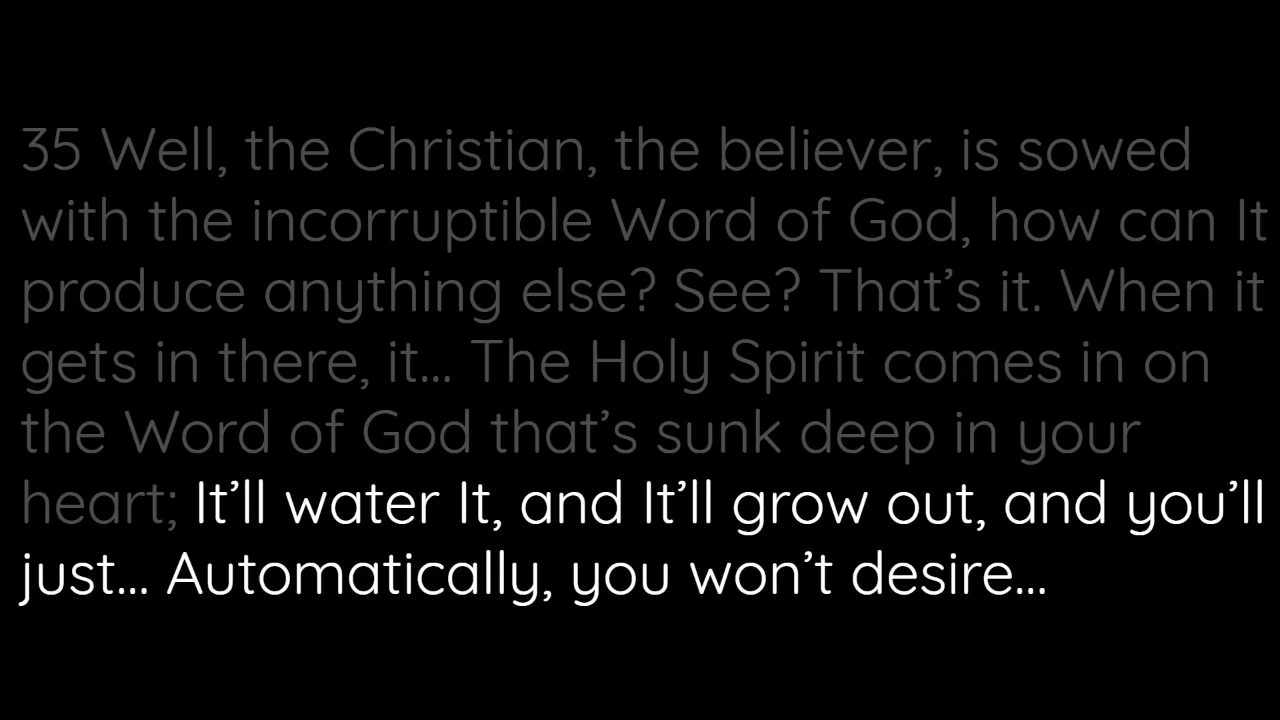 35 Well, the Christian, the believer, is sowed
with the incorruptible Word of God, how can It
produce anything else? See? That’s it. When it
gets in there, it... The Holy Spirit comes in on
the Word of God that’s sunk deep in your
heart; It’ll water It, and It’ll grow out, and you’ll
just... Automatically, you won’t desire...